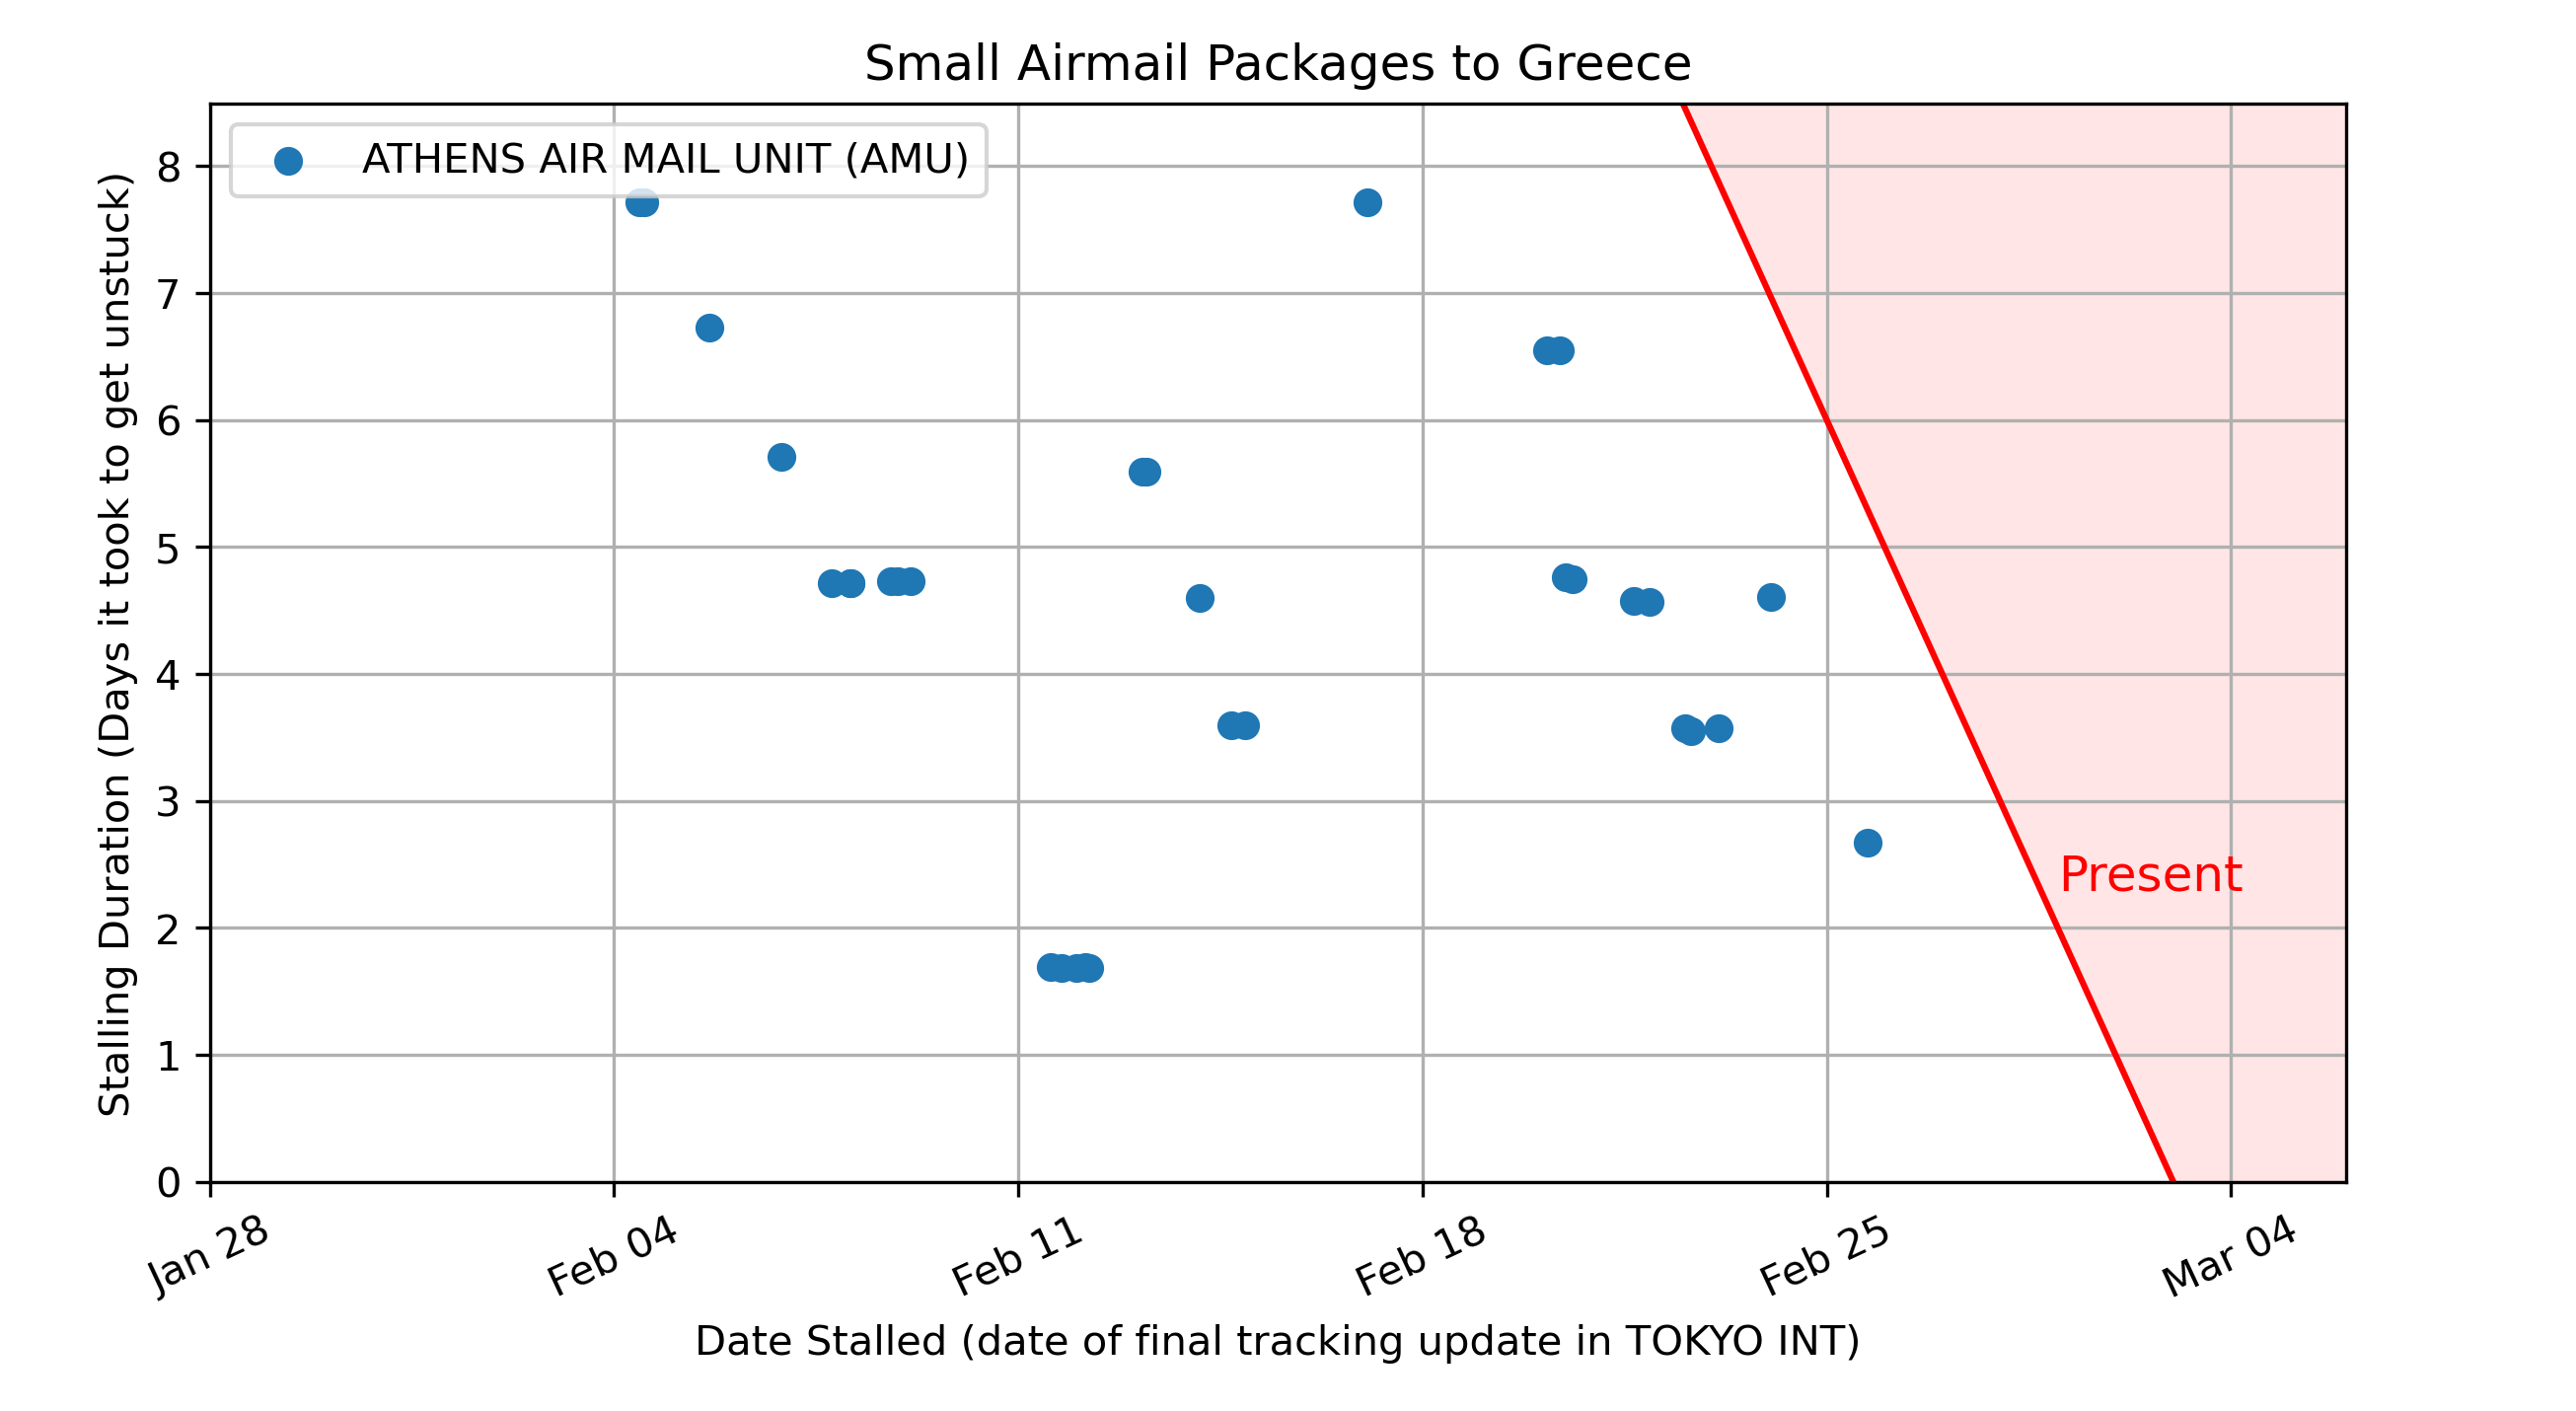 Small Airmail Packages to Greece
ATHENS AIR MAIL UNIT (AMU)
Stalling Duration (Days it took to get unstuck)
8
7
6
5
4
3
2
1
0
Present
Jan 28
Feb 04
Feb 11
Feb 18
Feb 25
Mar 04
Date Stalled (date of final tracking update in TOKYO INT)